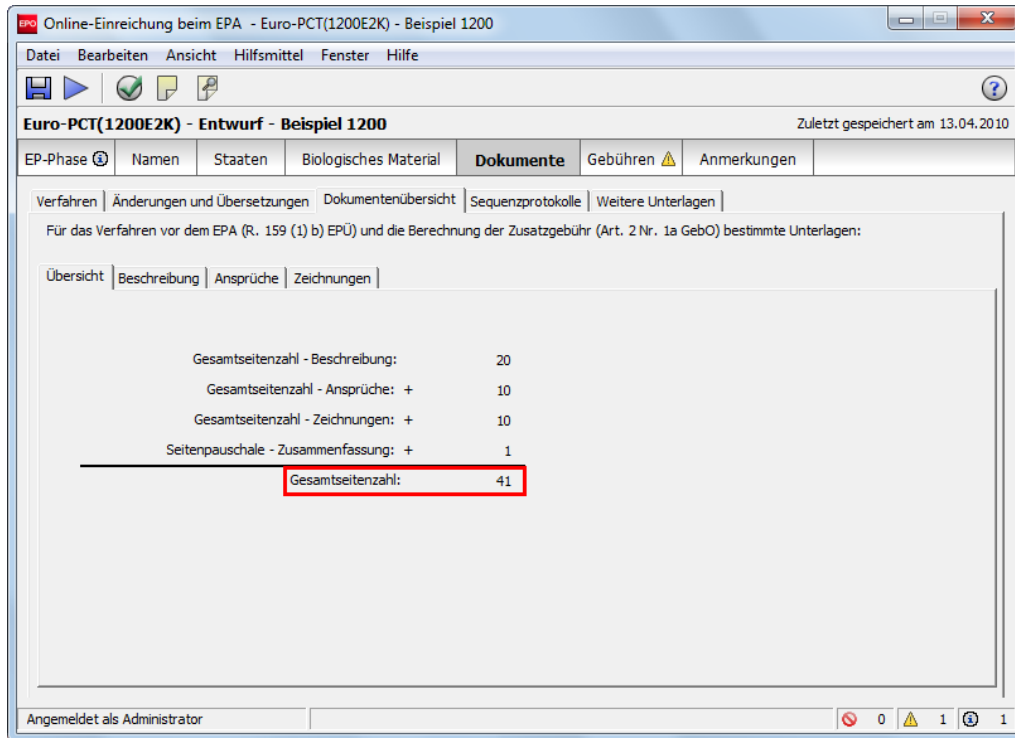 EPO Online-Einreichung beim EPA - Euro-PCT(1200E2K) - Beispiel 1200
Datei Bearbeiten Ansicht Hilfsmittel Fenster Hilfe
Euro-PCT(1200E2K) - Entwurf - Beispiel 1200 Zuletzt gespeichert am 13.04.2010
EP-Phase Namen Staaten Biologisches Material Dokumente Gebühren Anmerkungen
Verfahren Änderungen und Übersetzungen Dokumentenübersicht Sequenzprotokolle Weitere Unterlagen
Für das Verfahren vor dem EPA (R. 159 (1) b) EPÜ) und die Berechnung der Zusatzgebühr (Art. 2 Nr. 1a GebO) bestimmte Unterlagen:
Übersicht Beschreibung Ansprüche Zeichnungen
Gesamtseitenzahl - Beschreibung: 20
Gesamtseitenzahl - Ansprüche: + 10
Gesamtseitenzahl - Zeichnungen: + 10
Seitenpauschale - Zusammenfassung: + 1
Gesamtseitenzahl: 41
Angemeldet als Administrator 0 1 1